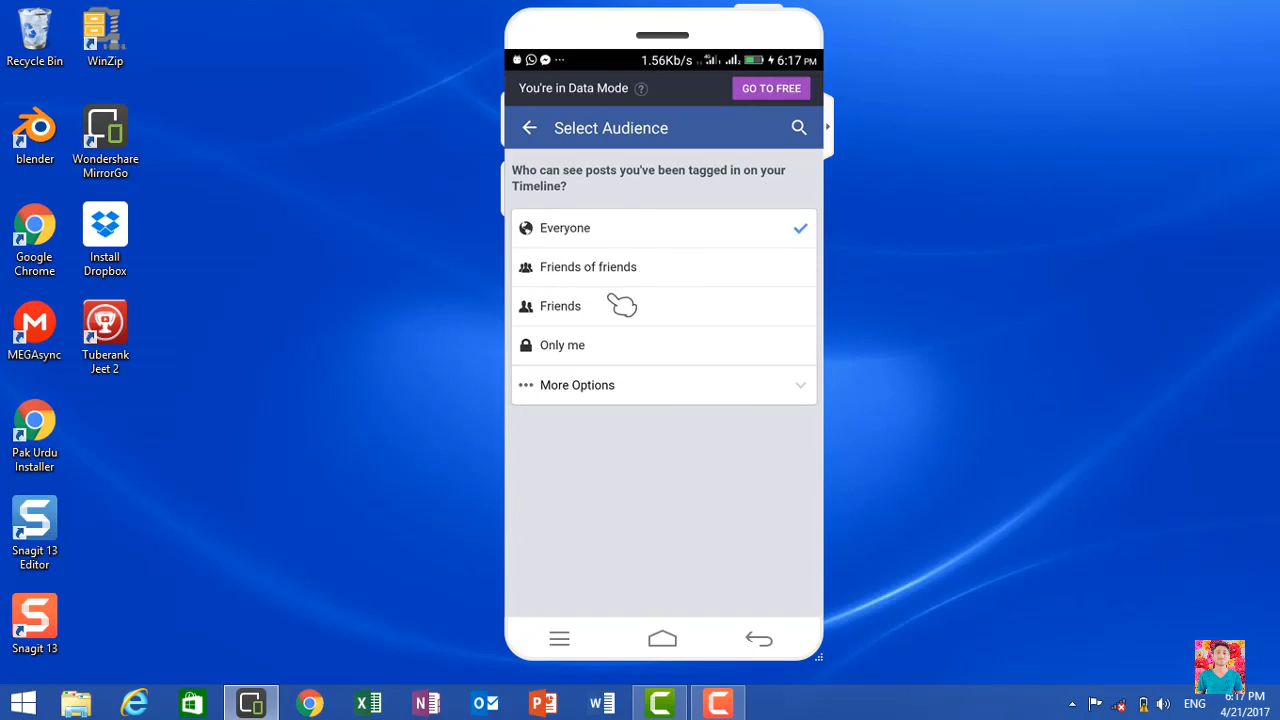 Recycle Bin
WinZip
blender
Wondershare
MirrorGo
Google
Chrome
Install
Dropbox
MEGAsync
Tuberank
Jeet 2
Pak Urdu
Installer
Snagit 13
Editor
Snagit 13
1.56Kb/s
4G
6:17 PM
You're in Data Mode ?
GO TO FREE
Select Audience
Who can see posts you've been tagged in on your
Timeline?
Everyone
Friends of friends
Friends
Only me
More Options
ENG
6:17 PM
4/21/2017